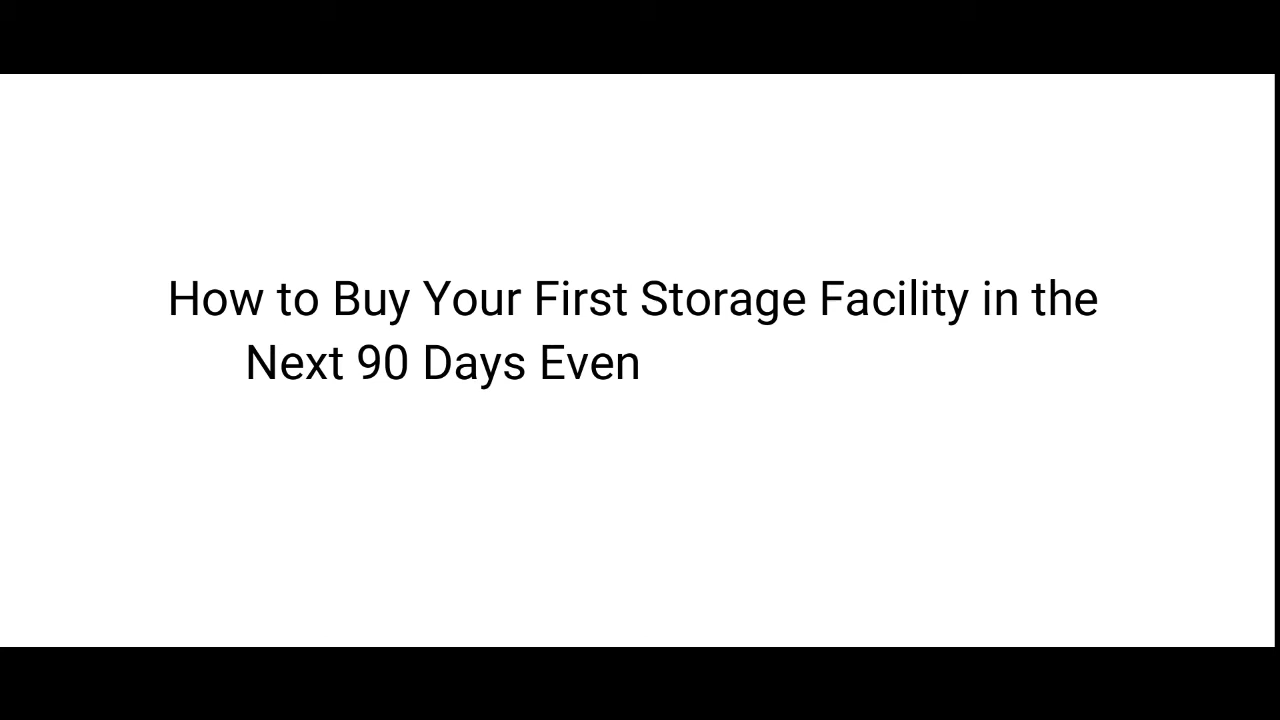 How to Buy Your First Storage Facility in the
Next 90 Days Even